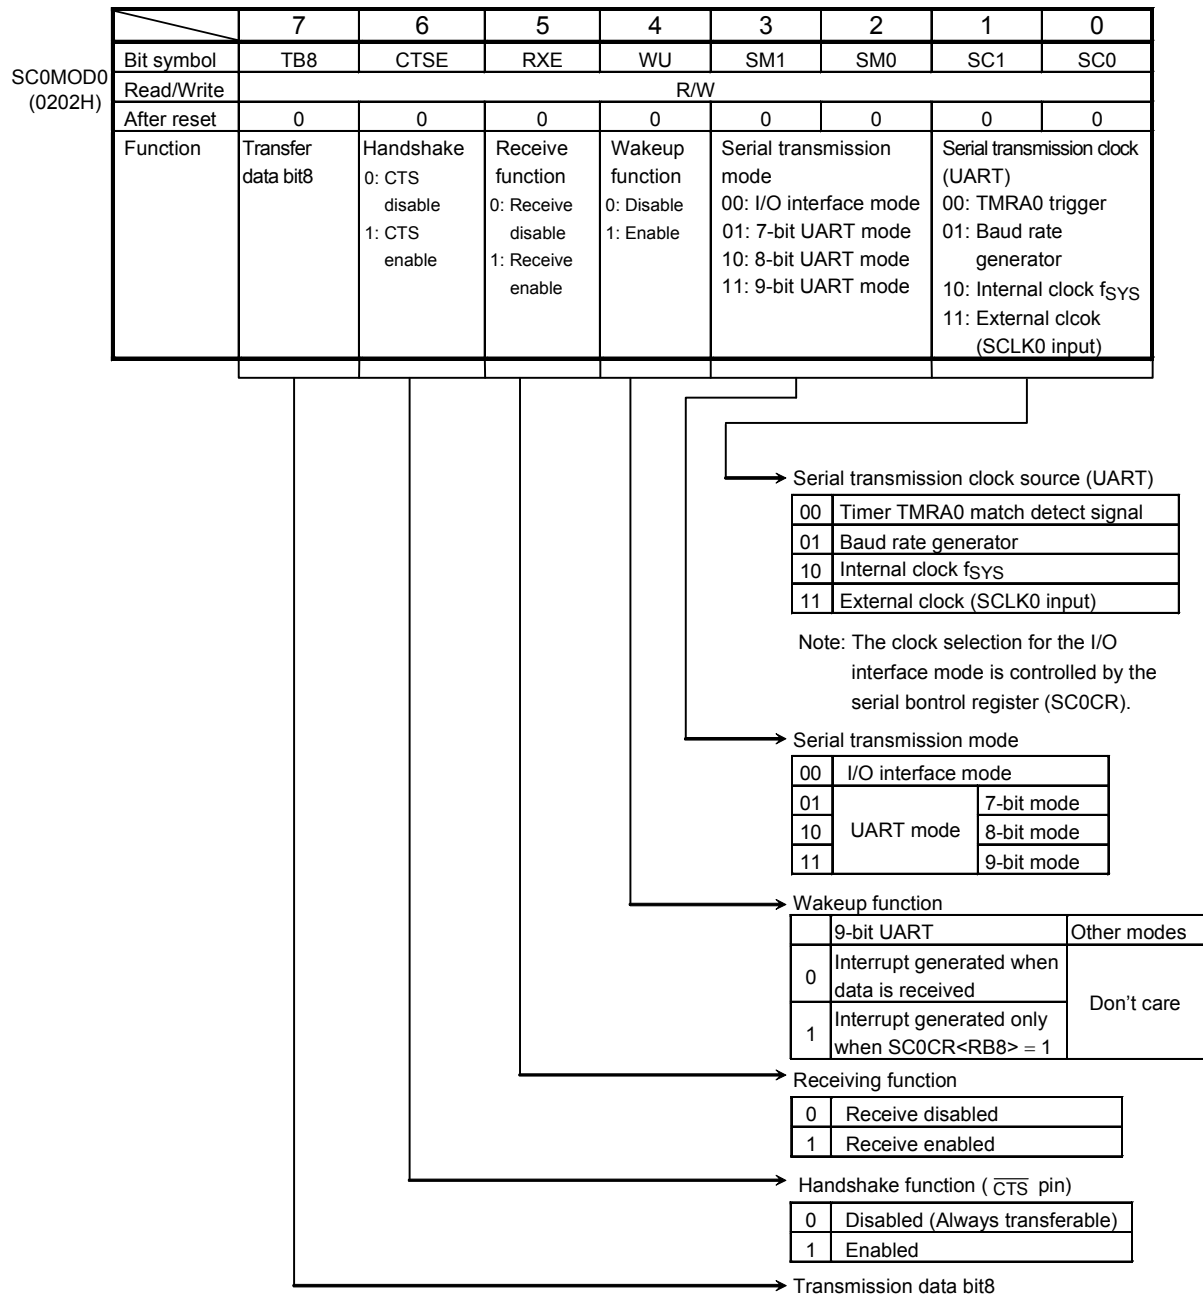 7 6 5 4 3 2 1 0
SC0MOD0
(0202H)
Bit symbol TB8 CTSE RXE WU SM1 SM0 SC1 SC0
Read/Write R/W
After reset 0 0 0 0 0 0 0 0
Function
Transfer
data bit8
Handshake
0: CTS
disable
1: CTS
enable
Receive
function
0: Receive
disable
1: Receive
enable
Wakeup
function
0: Disable
1: Enable
Serial transmission
mode
00: I/O interface mode
01: 7-bit UART mode
10: 8-bit UART mode
11: 9-bit UART mode
Serial transmission clock
(UART)
00: TMRA0 trigger
01: Baud rate
generator
10: Internal clock fSYS
11: External clcok
(SCLK0 input)
Serial transmission clock source (UART)
00 Timer TMRA0 match detect signal
01 Baud rate generator
10 Internal clock fSYS
11 External clock (SCLK0 input)
Note: The clock selection for the I/O
interface mode is controlled by the
serial bontrol register (SC0CR).
Serial transmission mode
00 I/O interface mode
01 7-bit mode
10 UART mode 8-bit mode
11 9-bit mode
Wakeup function
9-bit UART Other modes
0 Interrupt generated when
data is received
Don't care
1 Interrupt generated only
when SC0CR<RB8> = 1
Receiving function
0 Receive disabled
1 Receive enabled
Handshake function ( C̅T̅S̅ pin)
0 Disabled (Always transferable)
1 Enabled
Transmission data bit8